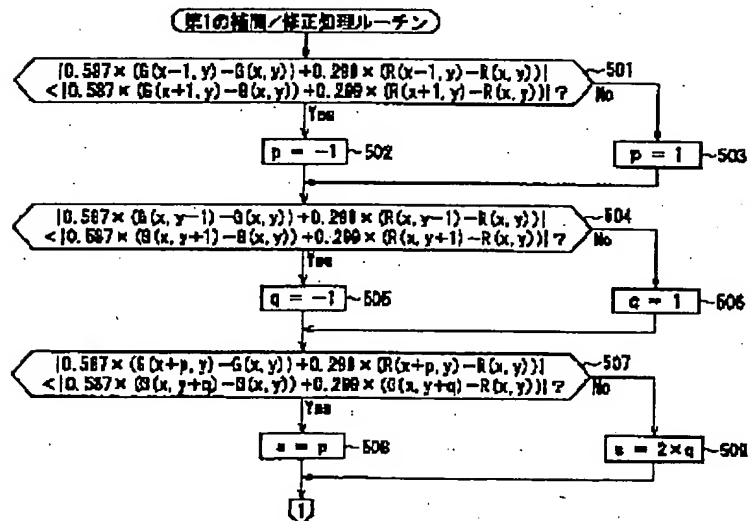 第1の補間/修正処理ルーチン
|0.587×(G(x-1,y)-G(x,y))+0.299×(R(x-1,y)-R(x,y))|
<|0.587×(G(x+1,y)-G(x,y))+0.299×(R(x+1,y)-R(x,y))|?
501
No
Yes
p = -1
502
p = 1
503
|0.587×(G(x,y-1)-G(x,y))+0.299×(R(x,y-1)-R(x,y))|
<|0.587×(G(x,y+1)-G(x,y))+0.299×(R(x,y+1)-R(x,y))|?
504
No
Yes
q = -1
505
q = 1
506
|0.587×(G(x+p,y)-G(x,y))+0.299×(R(x+p,y)-R(x,y))|
<|0.587×(G(x,y+q)-G(x,y))+0.299×(G(x,y+q)-R(x,y))|?
507
No
Yes
s = p
508
s = 2×q
509
1